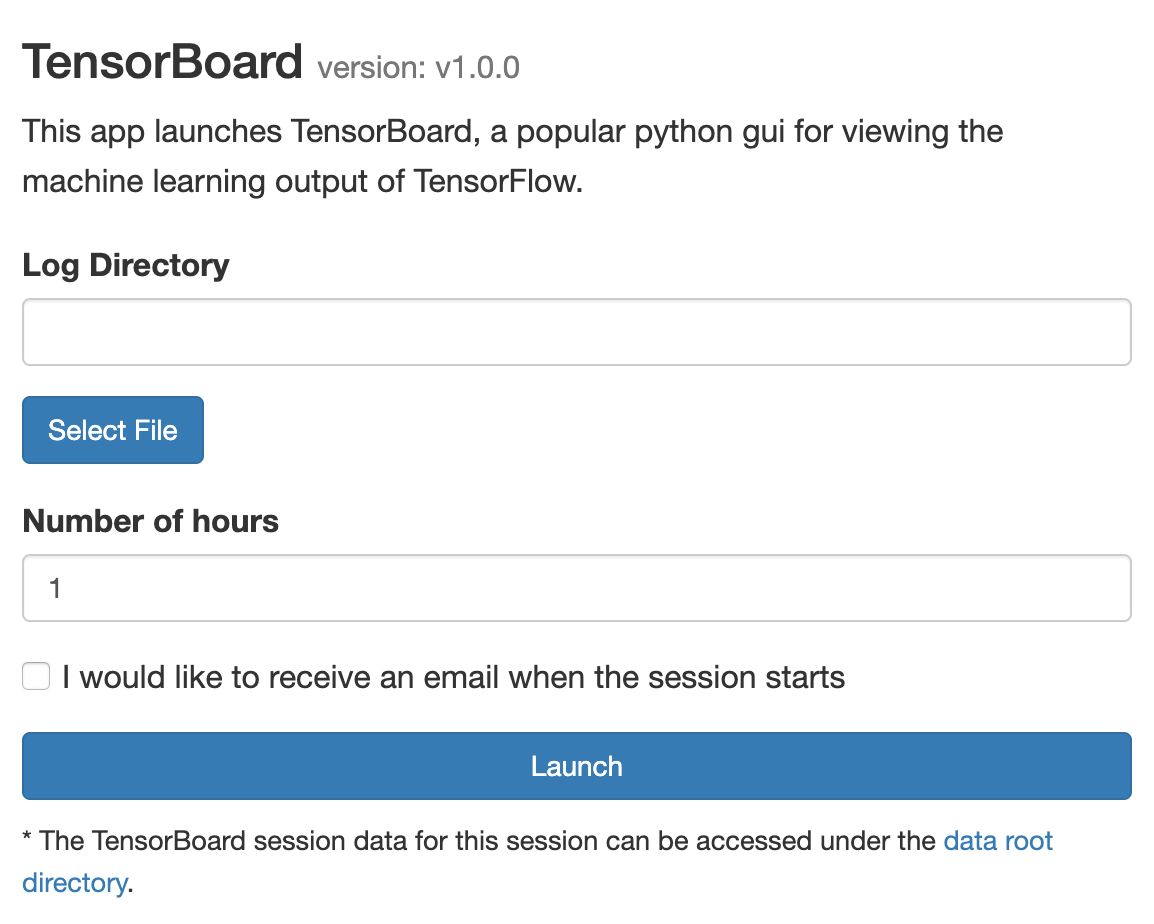 TensorBoard version: v1.0.0
This app launches TensorBoard, a popular python gui for viewing the
machine learning output of TensorFlow.
Log Directory
Select File
Number of hours
1
I would like to receive an email when the session starts
Launch
* The TensorBoard session data for this session can be accessed under the data root
directory.